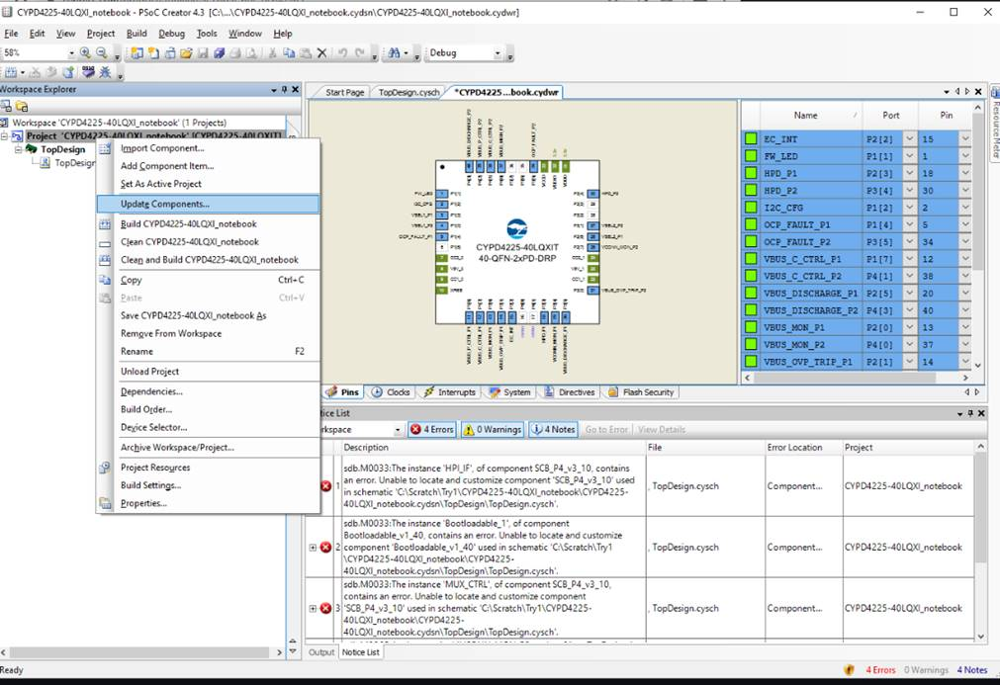 CYPD4225-40LQXI_notebook - PSoC Creator 4.3 [C:\...\CYPD4225-40LQXI_notebook.cydsn\CYPD4225-40LQXI_notebook.cydwr]
File Edit View Project Build Debug Tools Window Help
58% Debug
Workspace Explorer
Workspace 'CYPD4225-40LQXI_notebook' (1 Projects)
Project 'CYPD4225-40LQXI_notebook' [CYPD4225-40LQXIT]
TopDesign
TopDesign
Import Component...
Add Component Item...
Set As Active Project
Update Components...
Build CYPD4225-40LQXI_notebook
Clean CYPD4225-40LQXI_notebook
Clean and Build CYPD4225-40LQXI_notebook
Copy Ctrl+C
Paste Ctrl+V
Save CYPD4225-40LQXI_notebook As
Remove From Workspace
Rename F2
Unload Project
Dependencies...
Build Order...
Device Selector...
Archive Workspace/Project...
Project Resources
Build Settings...
Properties...
Start Page TopDesign.cysch *CYPD4225...book.cydwr
CYPD4225-40LQXIT
40-QFN-2xPD-DRP
Name / Port Pin
EC_INT P2[2] 15
FW_LED P1[1] 1
HPD_P1 P2[3] 18
HPD_P2 P3[4] 30
I2C_CFG P1[2] 2
OCP_FAULT_P1 P1[4] 5
OCP_FAULT_P2 P3[5] 34
VBUS_C_CTRL_P1 P1[7] 12
VBUS_C_CTRL_P2 P4[1] 38
VBUS_DISCHARGE_P1 P2[5] 20
VBUS_DISCHARGE_P2 P4[3] 40
VBUS_MON_P1 P2[0] 13
VBUS_MON_P2 P4[0] 37
VBUS_OVP_TRIP_P1 P2[1] 14
Resource Meter
Pins Clocks Interrupts System Directives Flash Security
tice List
rkspace 4 Errors 0 Warnings 4 Notes Go to Error View Details
Description File Error Location Project
1 sdb.M0033:The instance 'HPI_IF', of component SCB_P4_v3_10, contains
an error. Unable to locate and customize component 'SCB_P4_v3_10' used
in schematic 'C:\Scratch\Try1\CYPD4225-40LQXI_notebook\CYPD4225-
40LQXI_notebook.cydsn\TopDesign\TopDesign.cysch'.
, TopDesign.cysch Component... CYPD4225-40LQXI_notebook
2 sdb.M0033:The instance 'Bootloadable_1', of component
Bootloadable_v1_40, contains an error. Unable to locate and customize
component 'Bootloadable_v1_40' used in schematic 'C:\Scratch\Try1
\CYPD4225-40LQXI_notebook\CYPD4225-
40LQXI_notebook.cydsn\TopDesign\TopDesign.cysch'.
, TopDesign.cysch Component... CYPD4225-40LQXI_notebook
3 sdb.M0033:The instance 'MUX_CTRL', of component SCB_P4_v3_10,
contains an error. Unable to locate and customize component
'SCB_P4_v3_10' used in schematic 'C:\Scratch\Try1\CYPD4225-
40LQXI_notebook\CYPD4225-
40LQXI_notebook.cydsn\TopDesign\TopDesign.cysch'.
, TopDesign.cysch Component... CYPD4225-40LQXI_notebook
Output Notice List
Ready 4 Errors 0 Warnings 4 Notes